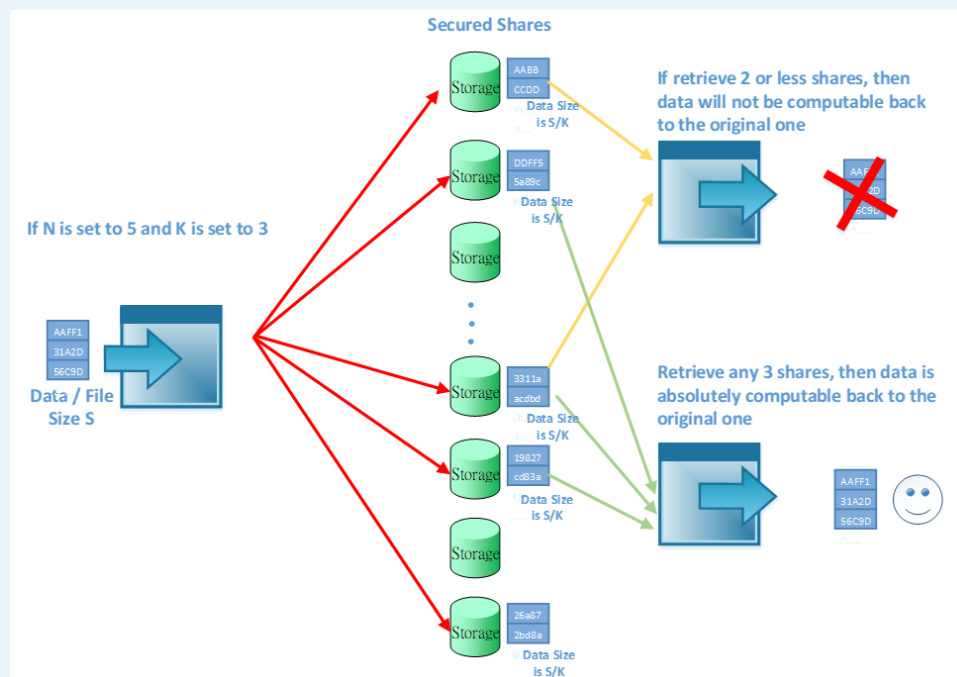 Secured Shares
Storage
AABB
CCDD
Data Size
is S/K
If retrieve 2 or less shares, then
data will not be computable back
to the original one
Storage
DDFF5
5a89c
Data Size
is S/K
If N is set to 5 and K is set to 3
Storage
AAFF1
31A2D
56C9D
Data / File
Size S
Storage
3311a
acdbd
Data Size
is S/K
Retrieve any 3 shares, then data is
absolutely computable back to the
original one
Storage
19827
cd83a
Data Size
is S/K
AAFF1
31A2D
56C9D
Storage
Storage
26a87
2bd8a
Data Size
is S/K